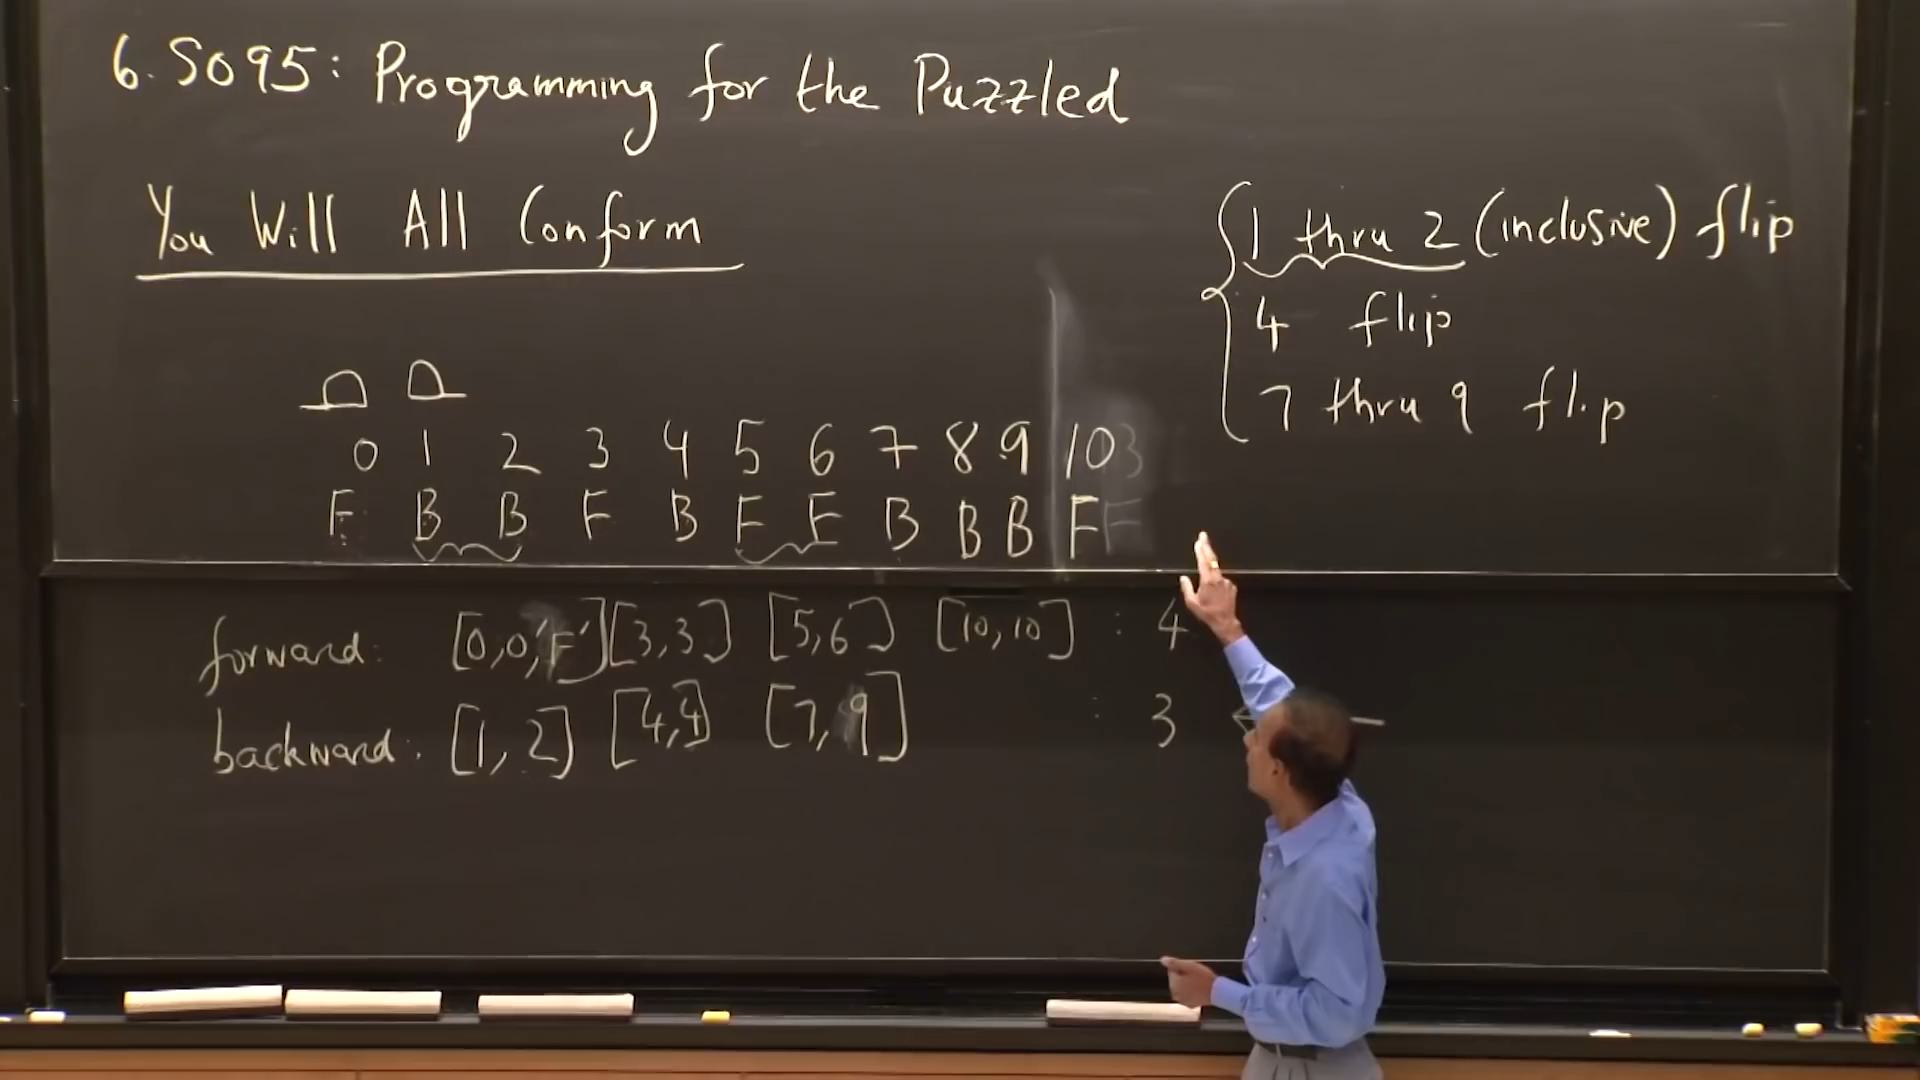 6.S095: Programming for the Puzzled
You Will All Conform
{1 thru 2 (inclusive) flip
4 flip
7 thru 9 flip
0 1 2 3 4 5 6 7 8 9 10
F B B F B F F B B B F
forward: [0,0,'F'] [3,3] [5,6] [10,10] : 4
backward: [1,2] [4,4] [7,9] : 3 ←